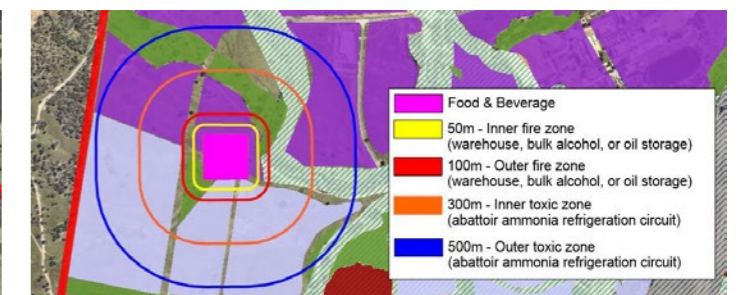 Food & Beverage
50m - Inner fire zone
(warehouse, bulk alcohol, or oil storage)
100m - Outer fire zone
(warehouse, bulk alcohol, or oil storage)
300m - Inner toxic zone
(abattoir ammonia refrigeration circuit)
500m - Outer toxic zone
(abattoir ammonia refrigeration circuit)